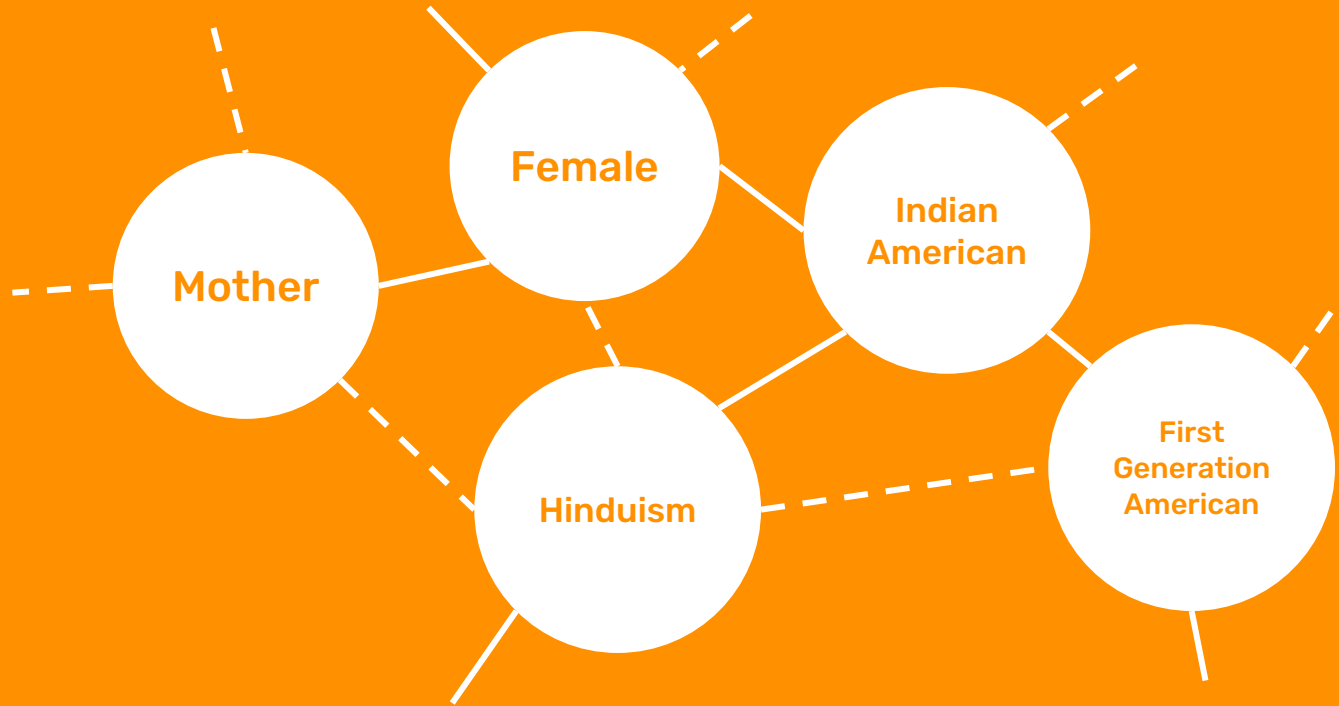 Female
Indian
American
Mother
First
Generation
American
Hinduism